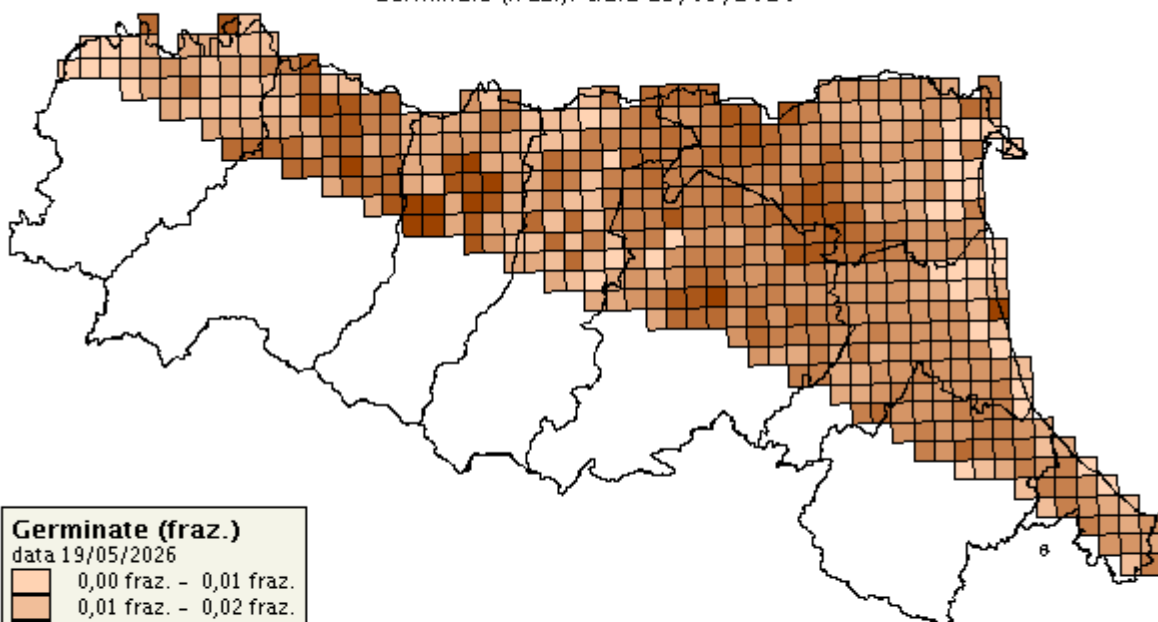 Germinate (fraz.)
data 19/05/2026
0,00 fraz. - 0,01 fraz.
0,01 fraz. - 0,02 fraz.